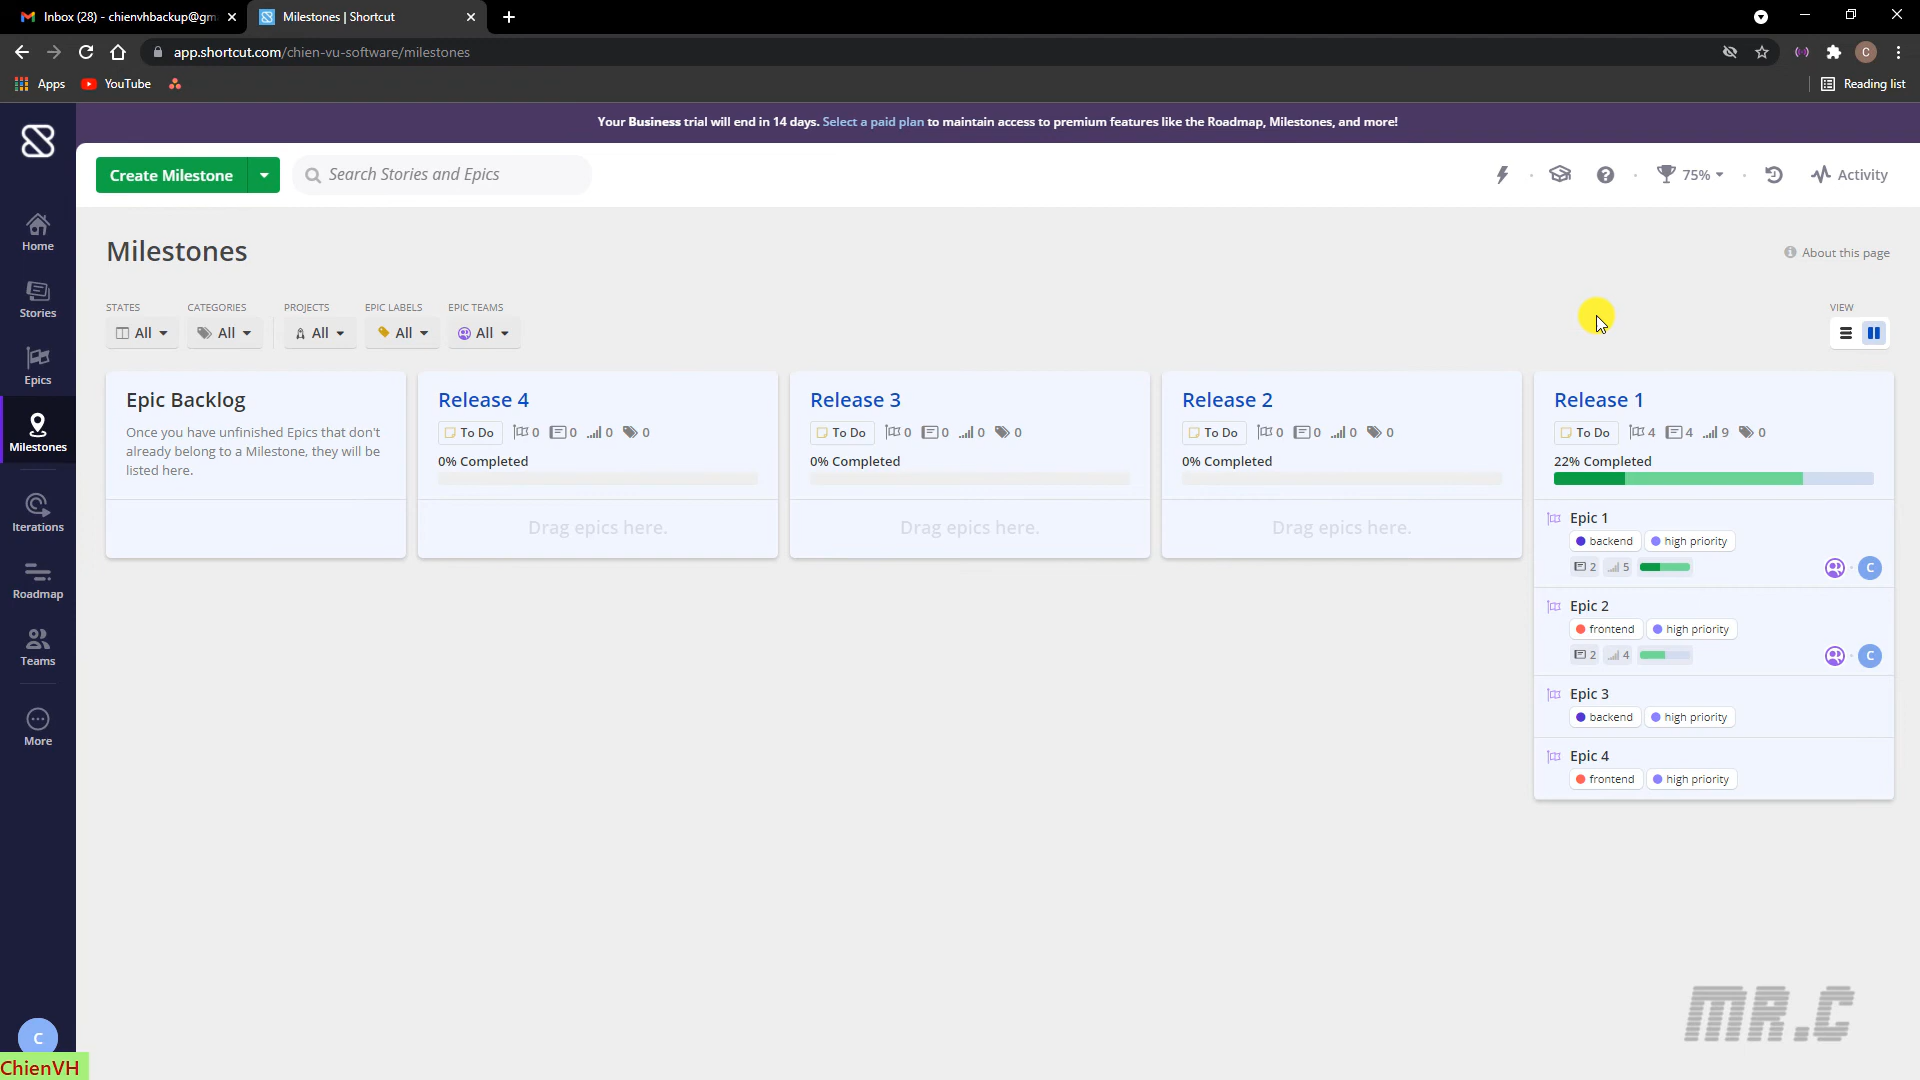 Inbox (28) - chienvhbackup@gm
Milestones | Shortcut
app.shortcut.com/chien-vu-software/milestones
C
Apps
YouTube
Reading list
Your Business trial will end in 14 days. Select a paid plan to maintain access to premium features like the Roadmap, Milestones, and more!
Create Milestone
Search Stories and Epics
75%
Activity
Home
Stories
Epics
Milestones
Iterations
Roadmap
Teams
More
C
ChienVH
Milestones
About this page
STATES
CATEGORIES
PROJECTS
EPIC LABELS
EPIC TEAMS
VIEW
All
All
All
All
All
Epic Backlog
Once you have unfinished Epics that don't
already belong to a Milestone, they will be
listed here.
Release 4
To Do 0 0 0 0
0% Completed
Drag epics here.
Release 3
To Do 0 0 0 0
0% Completed
Drag epics here.
Release 2
To Do 0 0 0 0
0% Completed
Drag epics here.
Release 1
To Do 4 4 9 0
22% Completed
Epic 1
backend high priority
2 5 C
Epic 2
frontend high priority
2 4 C
Epic 3
backend high priority
Epic 4
frontend high priority
MR.C